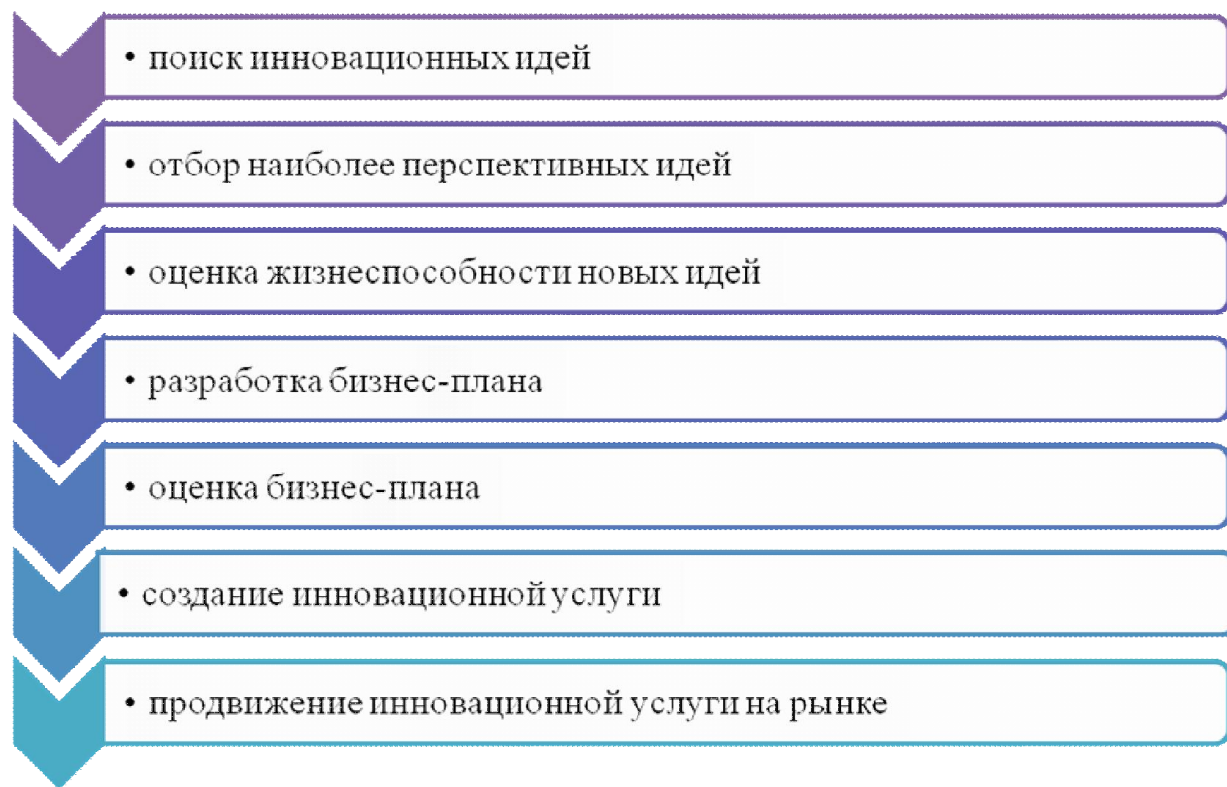 • поиск инновационных идей
• отбор наиболее перспективных идей
• оценка жизнеспособности новых идей
• разработка бизнес-плана
• оценка бизнес-плана
• создание инновационной услуги
• продвижение инновационной услуги на рынке